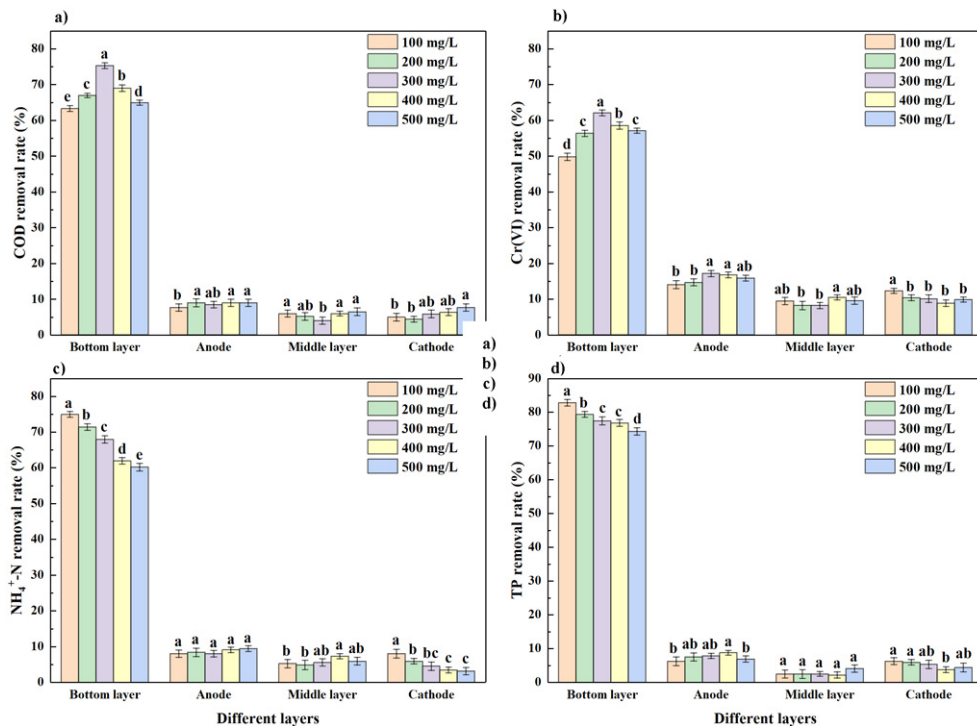 a)
COD removal rate (%)
80
70
60
50
40
30
20
10
0
100 mg/L
200 mg/L
300 mg/L
400 mg/L
500 mg/L
e c a b d
b a ab a a
a ab b a a
b b ab ab a
Bottom layer Anode Middle layer Cathode
b)
Cr(VI) removal rate (%)
80
70
60
50
40
30
20
10
0
100 mg/L
200 mg/L
300 mg/L
400 mg/L
500 mg/L
d c a b c
b b a a ab
ab b b a ab
a b b b b
Bottom layer Anode Middle layer Cathode
a)
b)
c)
d)
c)
NH₄⁺-N removal rate (%)
80
70
60
50
40
30
20
10
0
100 mg/L
200 mg/L
300 mg/L
400 mg/L
500 mg/L
a b c d e
a a a a a
b b ab a ab
a b bc c c
Bottom layer Anode Middle layer Cathode
Different layers
d)
TP removal rate (%)
90
80
70
60
50
40
30
20
10
0
100 mg/L
200 mg/L
300 mg/L
400 mg/L
500 mg/L
a b c c d
b ab ab a b
a a a a a
a a ab b ab
Bottom layer Anode Middle layer Cathode
Different layers